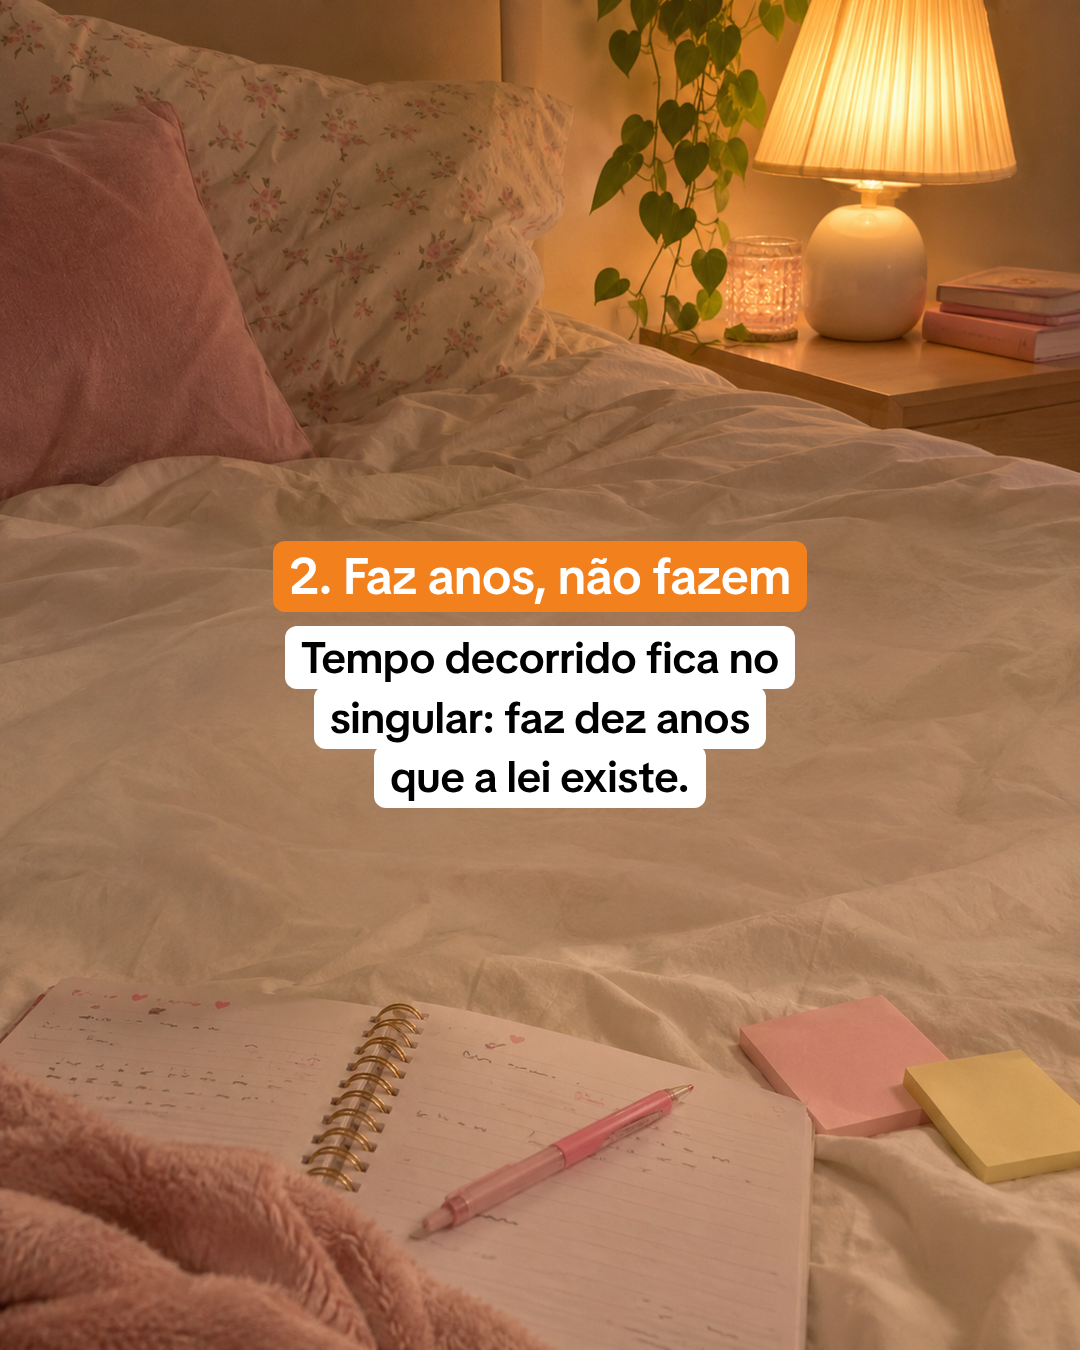 2. Faz anos, não fazem
Tempo decorrido fica no
singular: faz dez anos
que a lei existe.